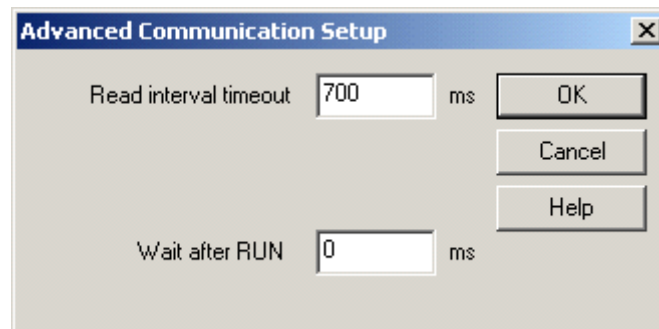 Advanced Communication Setup
Read interval timeout 700 ms OK
Cancel
Help
Wait after RUN 0 ms